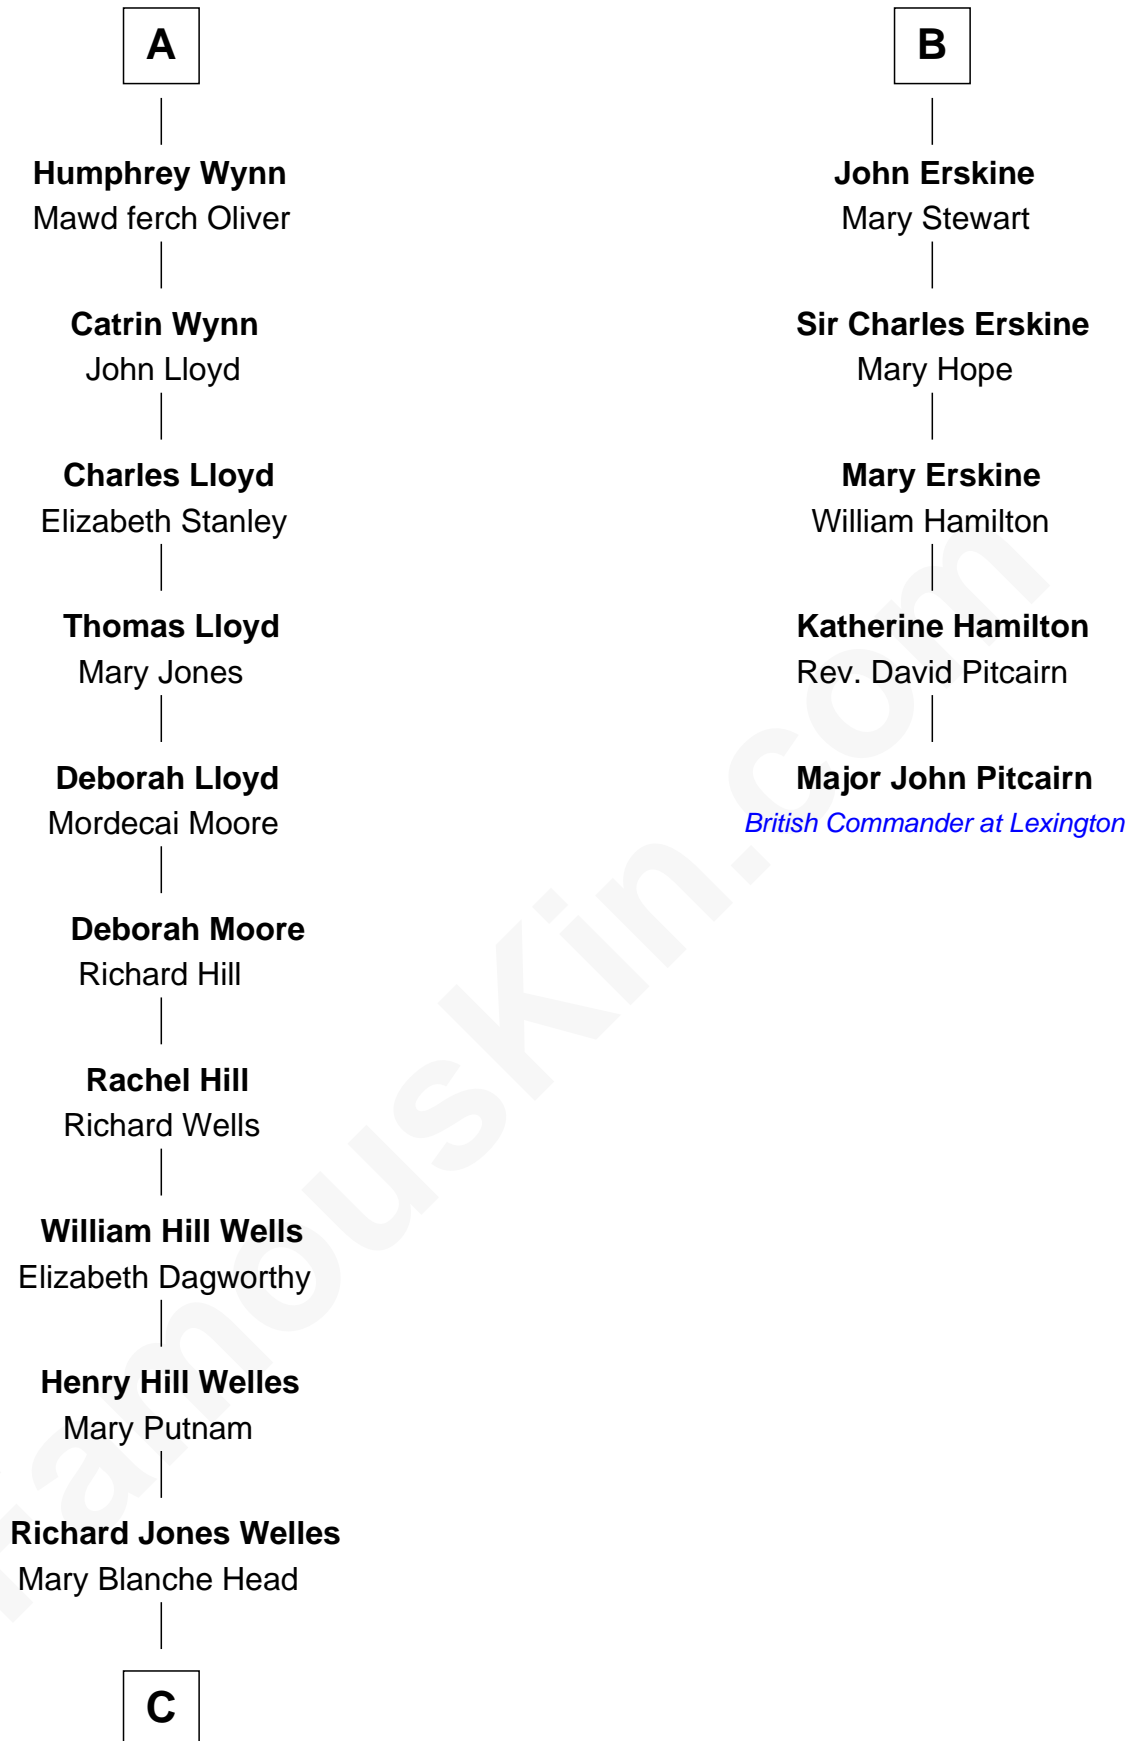 A
Humphrey Wynn
Mawd ferch Oliver
Catrin Wynn
John Lloyd
Charles Lloyd
Elizabeth Stanley
Thomas Lloyd
Mary Jones
Deborah Lloyd
Mordecai Moore
Deborah Moore
Richard Hill
Rachel Hill
Richard Wells
William Hill Wells
Elizabeth Dagworthy
Henry Hill Welles
Mary Putnam
Richard Jones Welles
Mary Blanche Head
C
B
John Erskine
Mary Stewart
Sir Charles Erskine
Mary Hope
Mary Erskine
William Hamilton
Katherine Hamilton
Rev. David Pitcairn
Major John Pitcairn
British Commander at Lexington
FamousKin.com